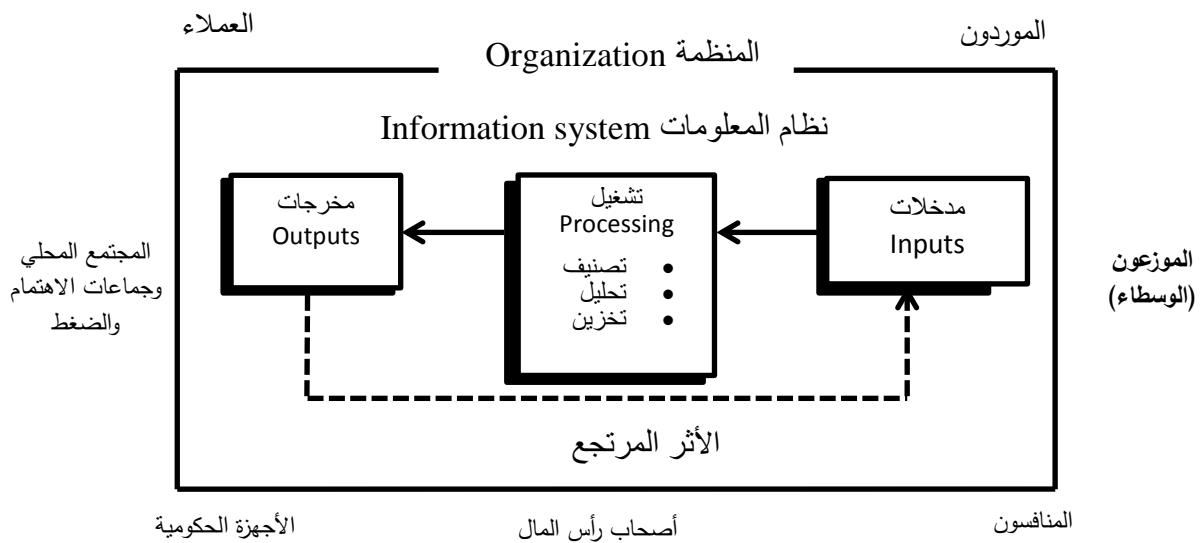 الموردون
العملاء
المنظمة Organization
نظام المعلومات Information system
مدخلات
Inputs
تشغيل
Processing
• تصنيف
• تحليل
• تخزين
مخرجات
Outputs
الموزعون
(الوسطاء)
المجتمع المحلي
وجماعات الاهتمام
والضغط
الأثر المرتجع
المنافسون
أصحاب رأس المال
الأجهزة الحكومية